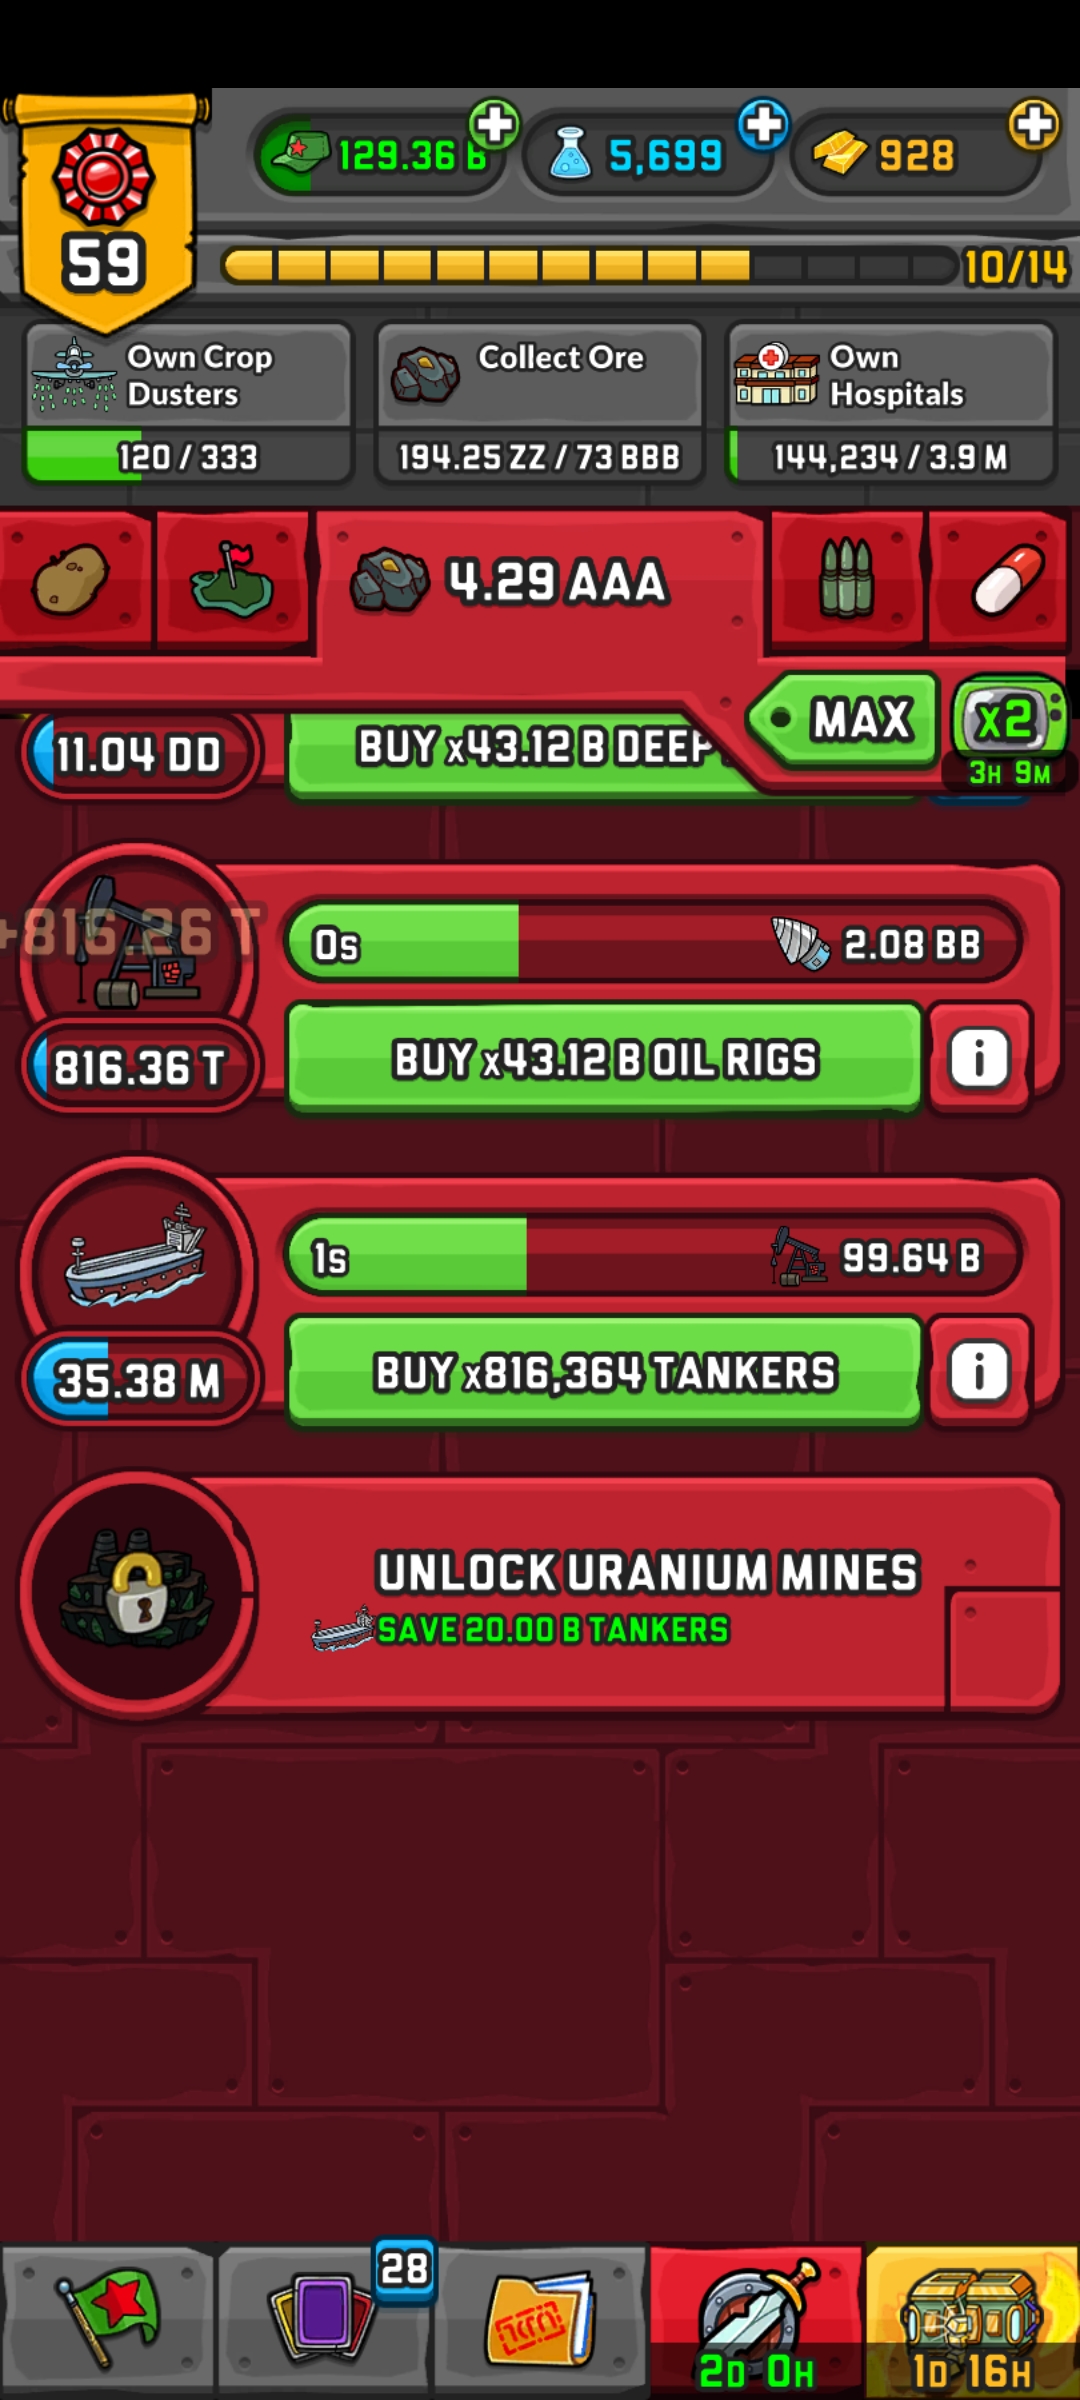 129.36 B
5,699
928
59
10/14
Own Crop
Dusters
120 / 333
Collect Ore
194.25 ZZ / 73 BBB
Own
Hospitals
144,234 / 3.9 M
4.29 AAA
MAX
x2
3H 9M
11.04 DD
BUY x43.12 B DEEP
+816.26 T
0s
2.08 BB
816.36 T
BUY x43.12 B OIL RIGS
i
1s
99.64 B
35.38 M
BUY x816,364 TANKERS
i
UNLOCK URANIUM MINES
SAVE 20.00 B TANKERS
28
2D 0H
1D 16H